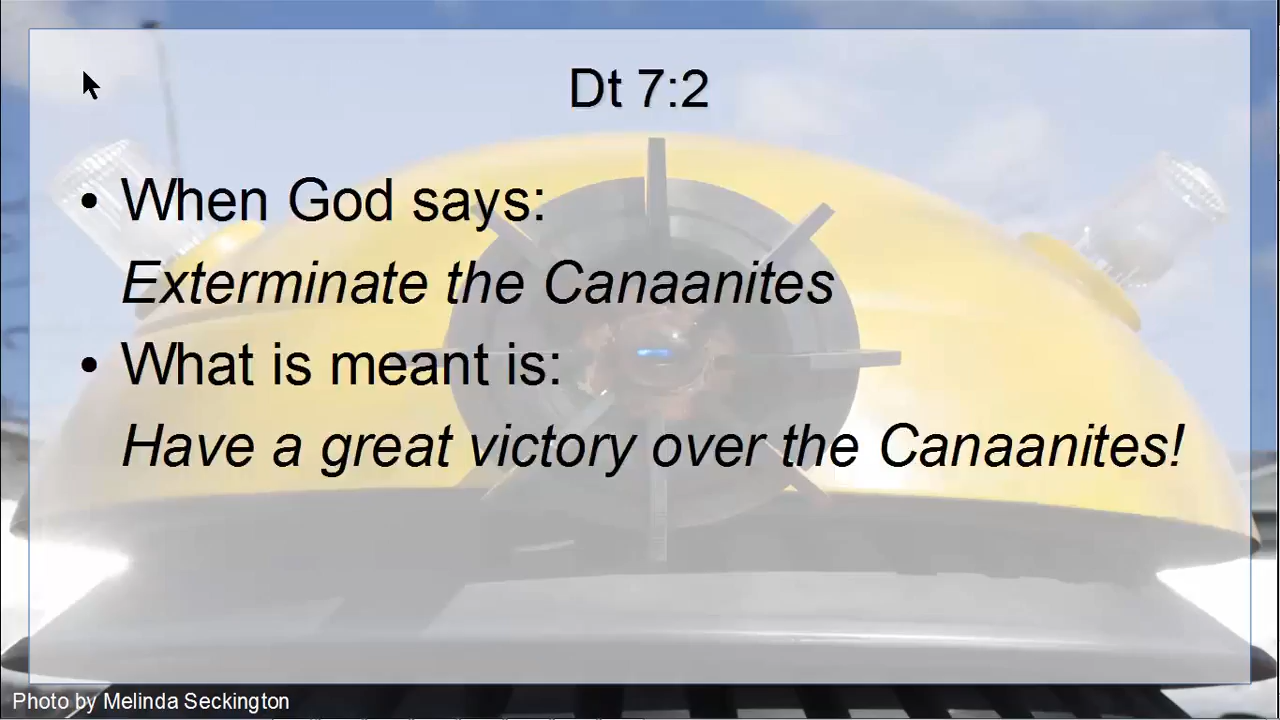 Dt 7:2
• When God says:
Exterminate the Canaanites
• What is meant is:
Have a great victory over the Canaanites!
Photo by Melinda Seckington